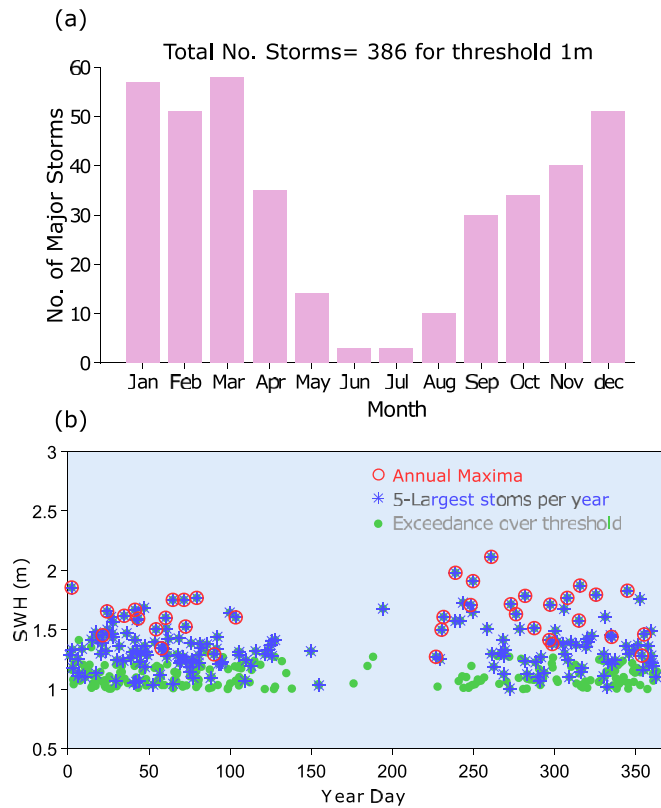 (a)
Total No. Storms= 386 for threshold 1m
60
50
40
30
20
10
0
No. of Major Storms
Jan Feb Mar Apr May Jun Jul Aug Sep Oct Nov dec
Month
(b)
3
2.5
2
1.5
1
0.5
SWH (m)
Annual Maxima
5-Largest stoms per year
Exceedance over threshold
0 50 100 150 200 250 300 350
Year Day